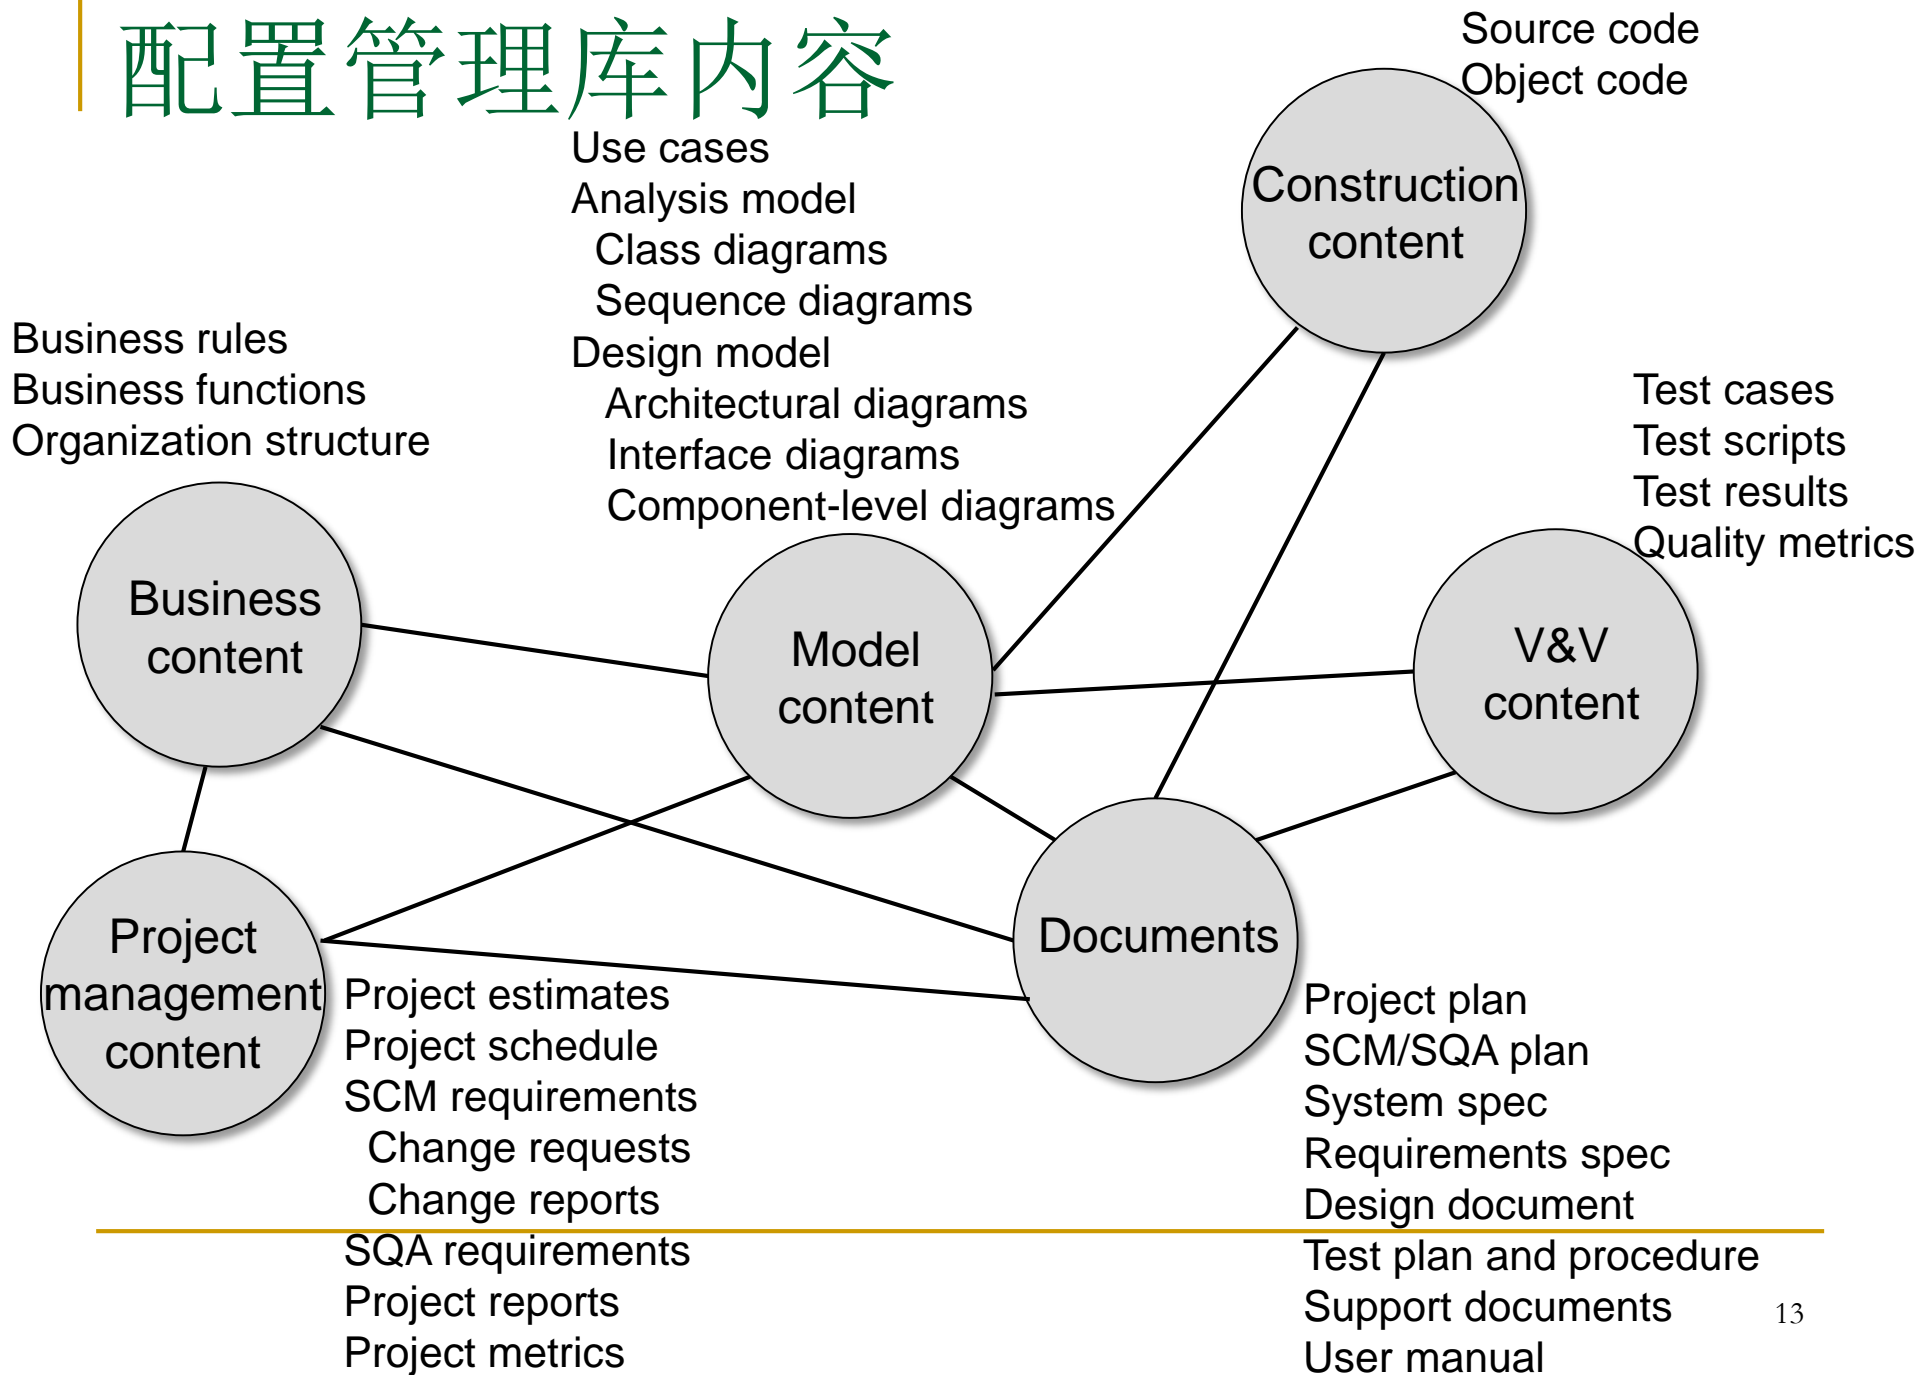 配置管理库内容
Source code
Object code
Construction
content
Use cases
Analysis model
Class diagrams
Sequence diagrams
Design model
Architectural diagrams
Interface diagrams
Component-level diagrams
Business rules
Business functions
Organization structure
Test cases
Test scripts
Test results
Quality metrics
Business
content
Model
content
V&V
content
Project
management
content
Documents
Project estimates
Project schedule
SCM requirements
Change requests
Change reports
SQA requirements
Project reports
Project metrics
Project plan
SCM/SQA plan
System spec
Requirements spec
Design document
Test plan and procedure
Support documents
User manual
13